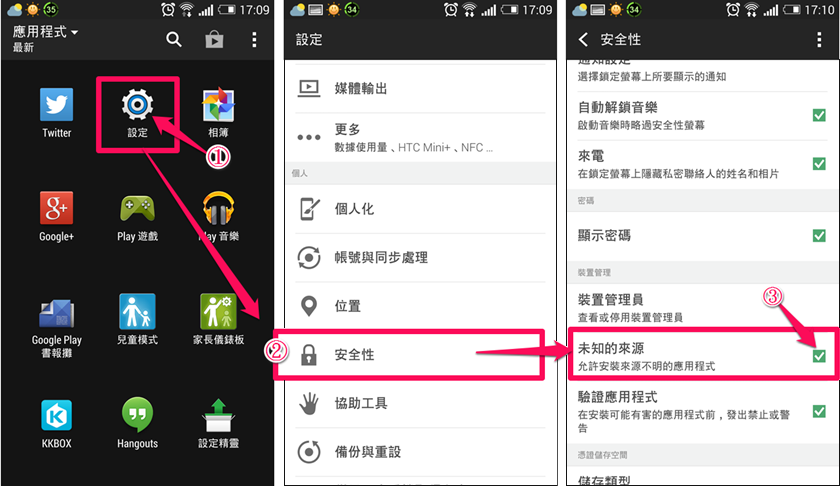 35
17:09
應用程式
最新
Twitter
設定
相薄
①
Google+
Play 遊戲
Play 音樂
Google Play
書報攤
兒童模式
家長儀錶板
KKBOX
Hangouts
設定精靈
34
17:09
設定
媒體輸出
更多
數據使用量、HTC Mini+、NFC ...
個人
個人化
帳號與同步處理
位置
②
安全性
協助工具
備份與重設
34
17:10
安全性
通知設定
選擇鎖定螢幕上所要顯示的通知
自動解鎖音樂
啟動音樂時略過安全性螢幕
來電
在鎖定螢幕上隱藏私密聯絡人的姓名和相片
密碼
顯示密碼
裝置管理
裝置管理員
查看或停用裝置管理員
③
未知的來源
允許安裝來源不明的應用程式
驗證應用程式
在安裝可能有害的應用程式前，發出禁止或警
告
憑證儲存空間
儲存類型